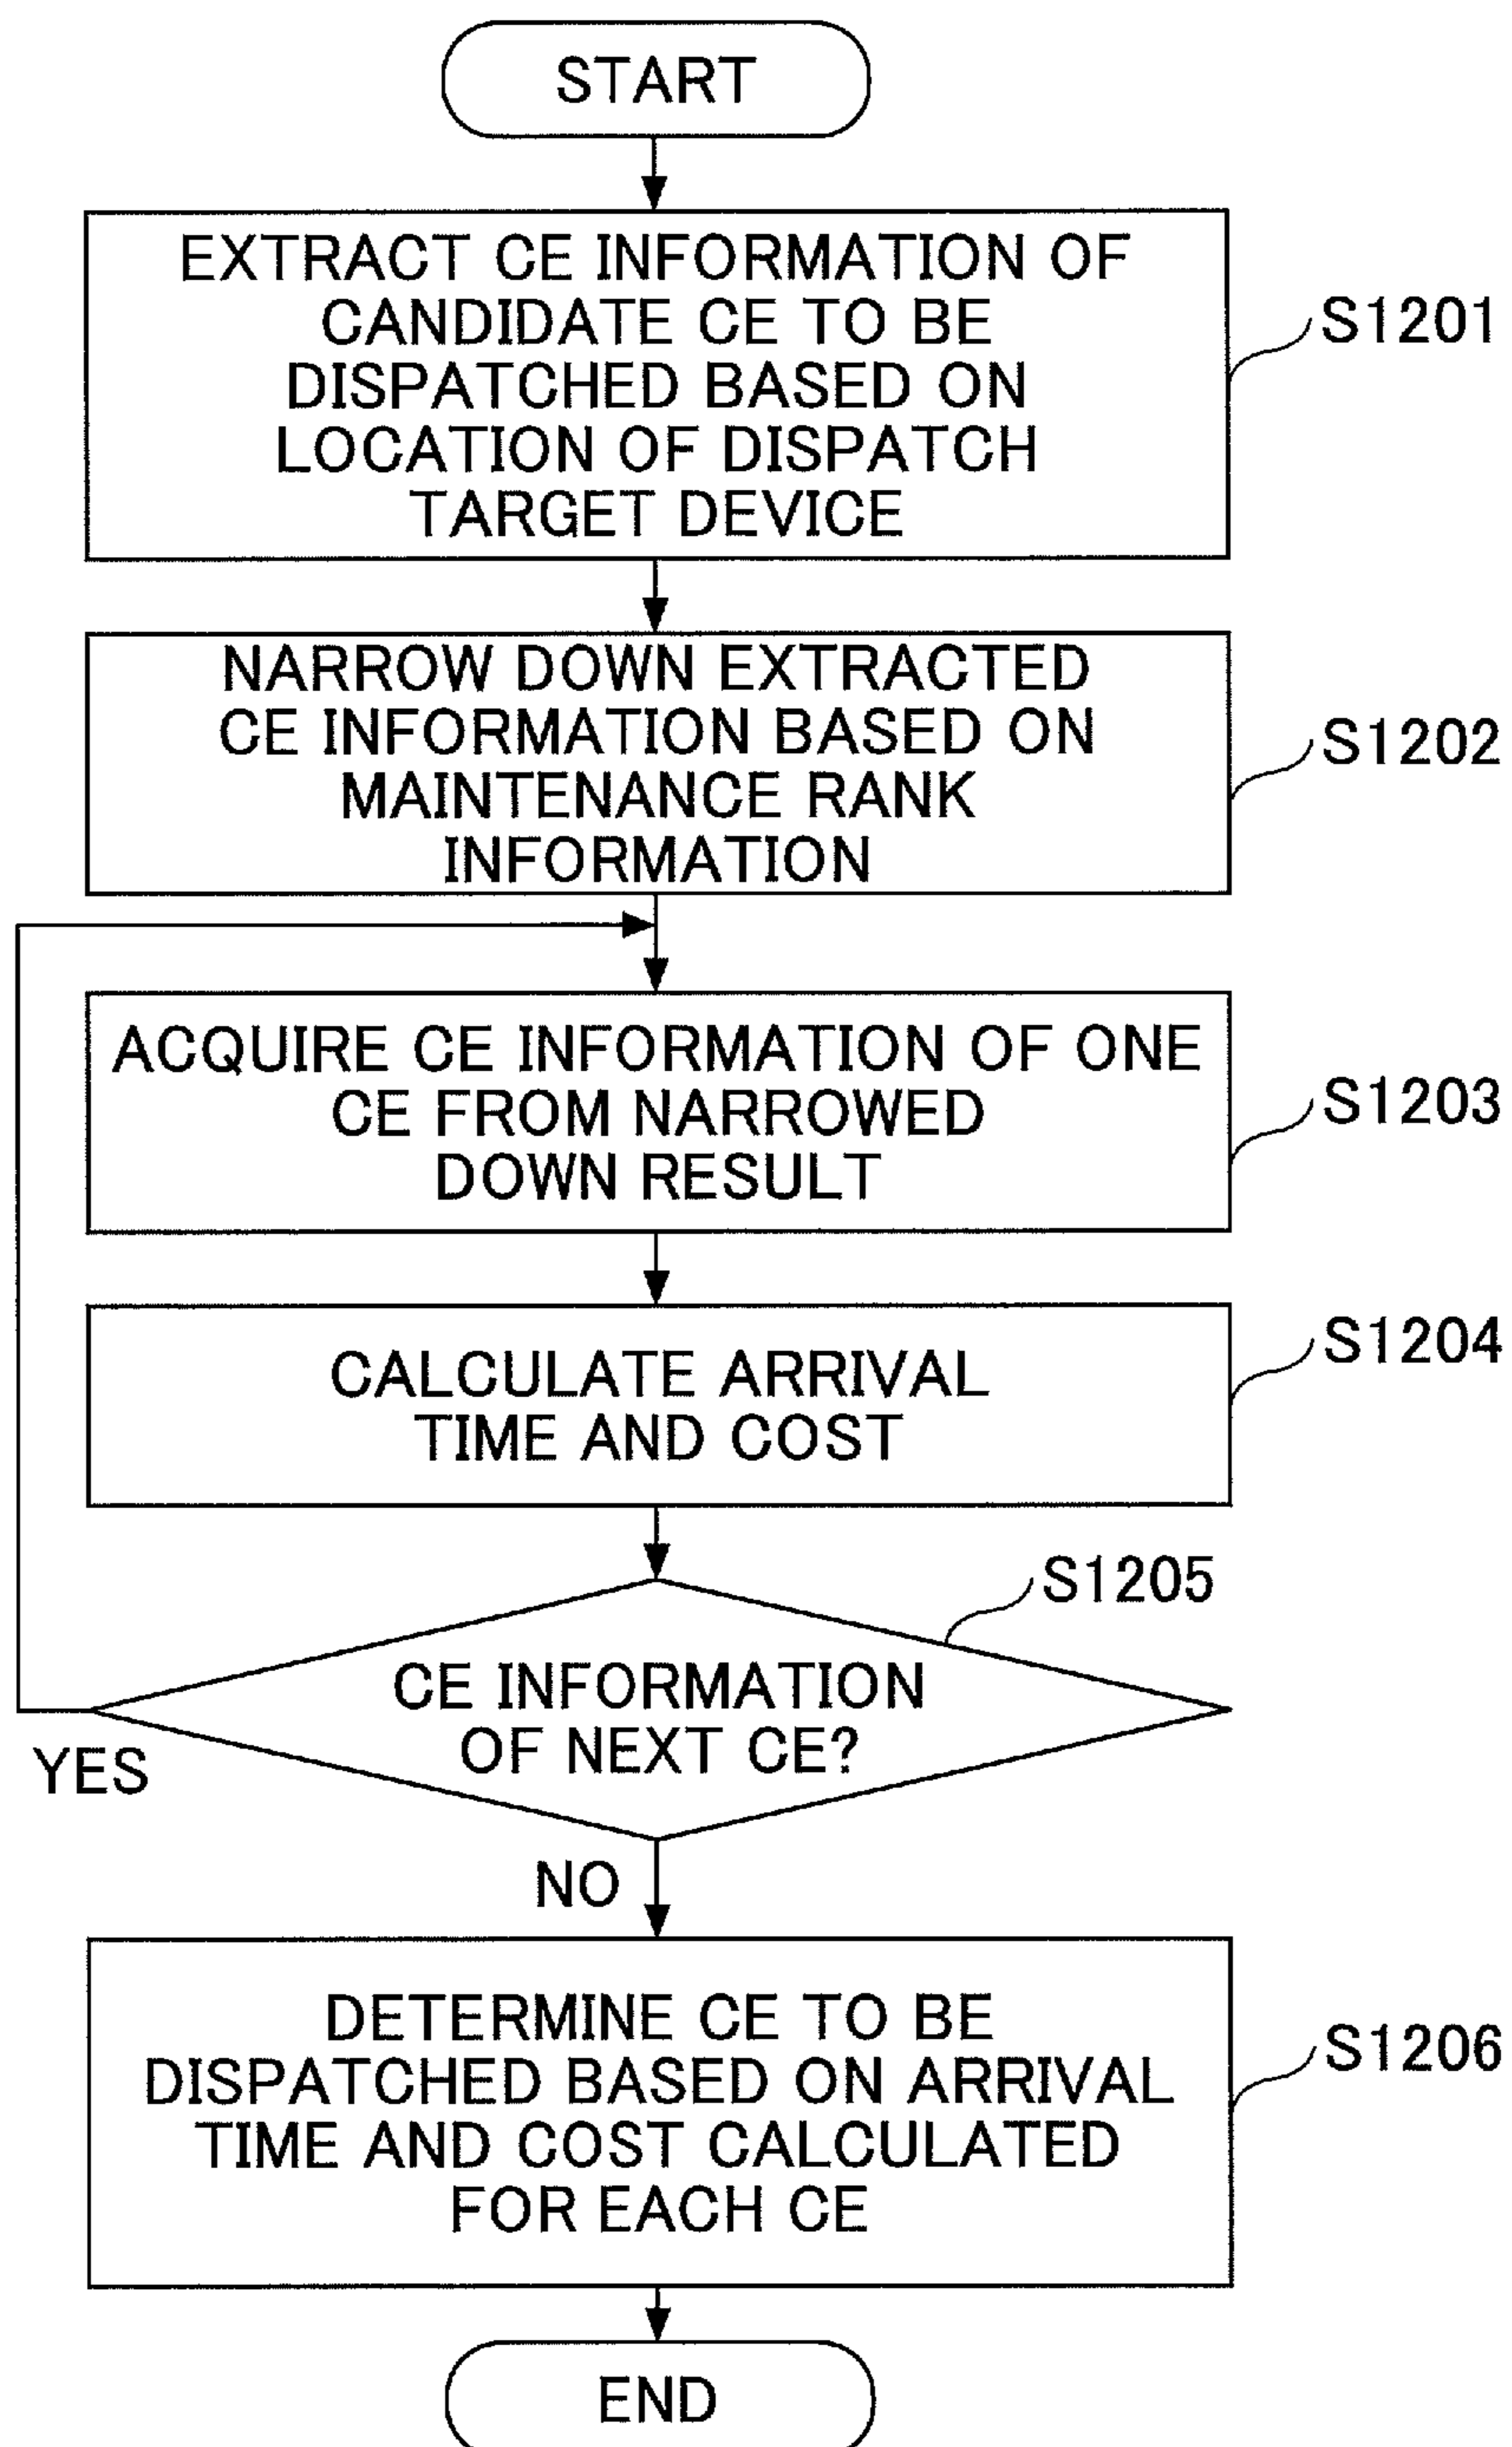 START
EXTRACT CE INFORMATION OF
CANDIDATE CE TO BE
DISPATCHED BASED ON
LOCATION OF DISPATCH
TARGET DEVICE
S1201
NARROW DOWN EXTRACTED
CE INFORMATION BASED ON
MAINTENANCE RANK
INFORMATION
S1202
ACQUIRE CE INFORMATION OF ONE
CE FROM NARROWED
DOWN RESULT
S1203
CALCULATE ARRIVAL
TIME AND COST
S1204
S1205
CE INFORMATION
OF NEXT CE?
YES
NO
DETERMINE CE TO BE
DISPATCHED BASED ON ARRIVAL
TIME AND COST CALCULATED
FOR EACH CE
S1206
END